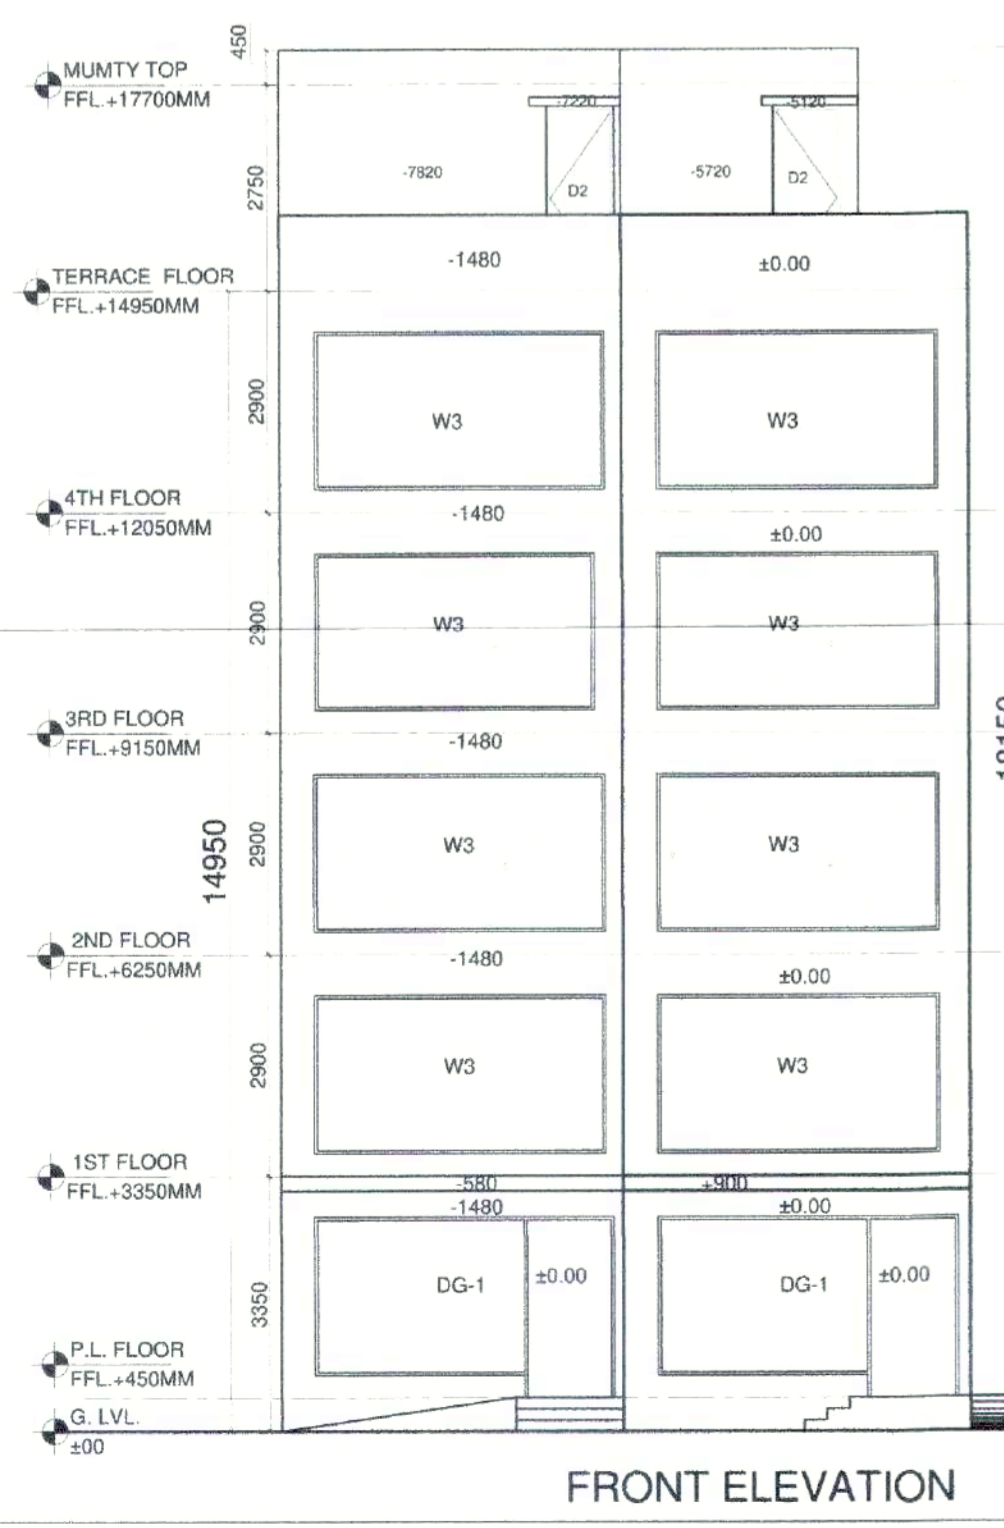 450
MUMTY TOP
FFL.+17700MM
-7220
-5120
2750
-7820
D2
-5720
D2
-1480
±0.00
TERRACE FLOOR
FFL.+14950MM
2900
W3
W3
4TH FLOOR
FFL.+12050MM
-1480
±0.00
2900
W3
W3
3RD FLOOR
FFL.+9150MM
-1480
14950
2900
W3
W3
2ND FLOOR
FFL.+6250MM
-1480
±0.00
2900
W3
W3
1ST FLOOR
FFL.+3350MM
-580
+900
-1480
±0.00
3350
DG-1
±0.00
DG-1
±0.00
P.L. FLOOR
FFL.+450MM
G. LVL.
±00
FRONT ELEVATION